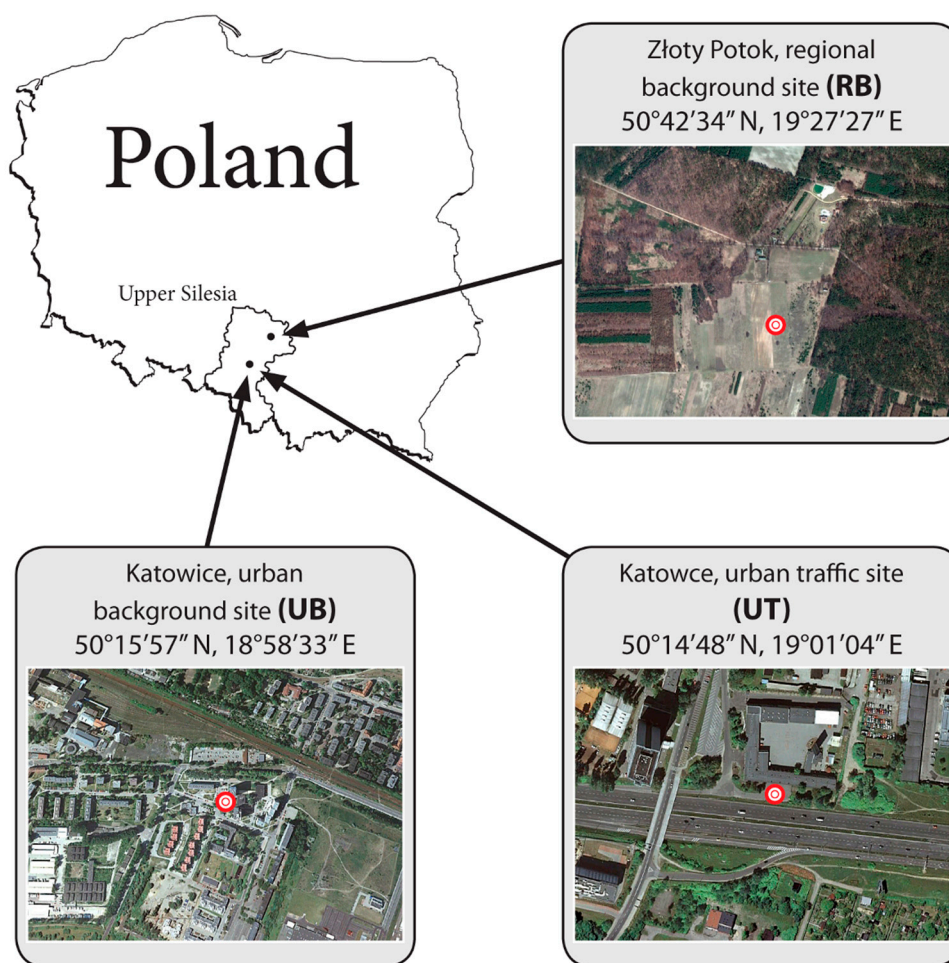 Poland
Upper Silesia
Złoty Potok, regional
background site (RB)
50°42′34″ N, 19°27′27″ E
Katowice, urban
background site (UB)
50°15′57″ N, 18°58′33″ E
Katowce, urban traffic site
(UT)
50°14′48″ N, 19°01′04″ E